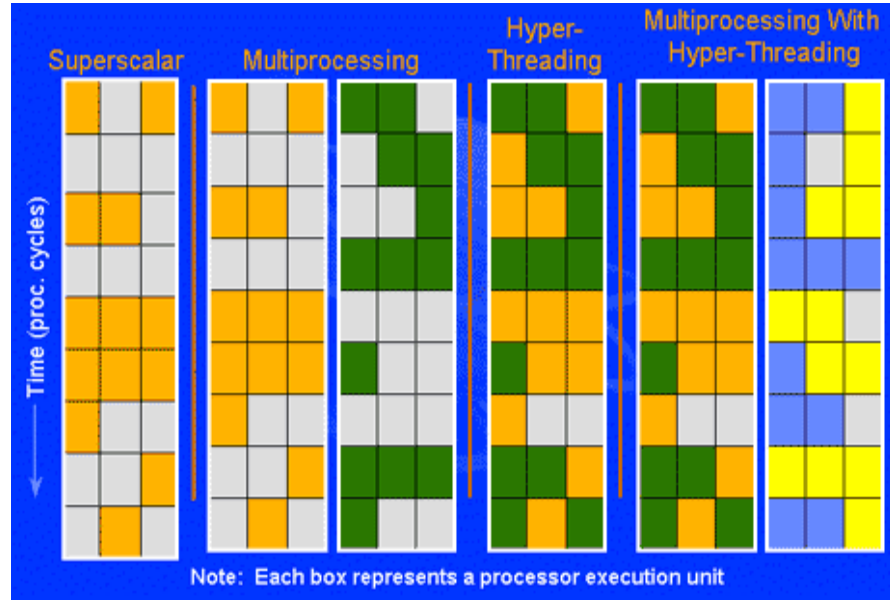 Superscalar
Multiprocessing
Hyper-
Threading
Multiprocessing With
Hyper-Threading
Time (proc. cycles)
Note: Each box represents a processor execution unit